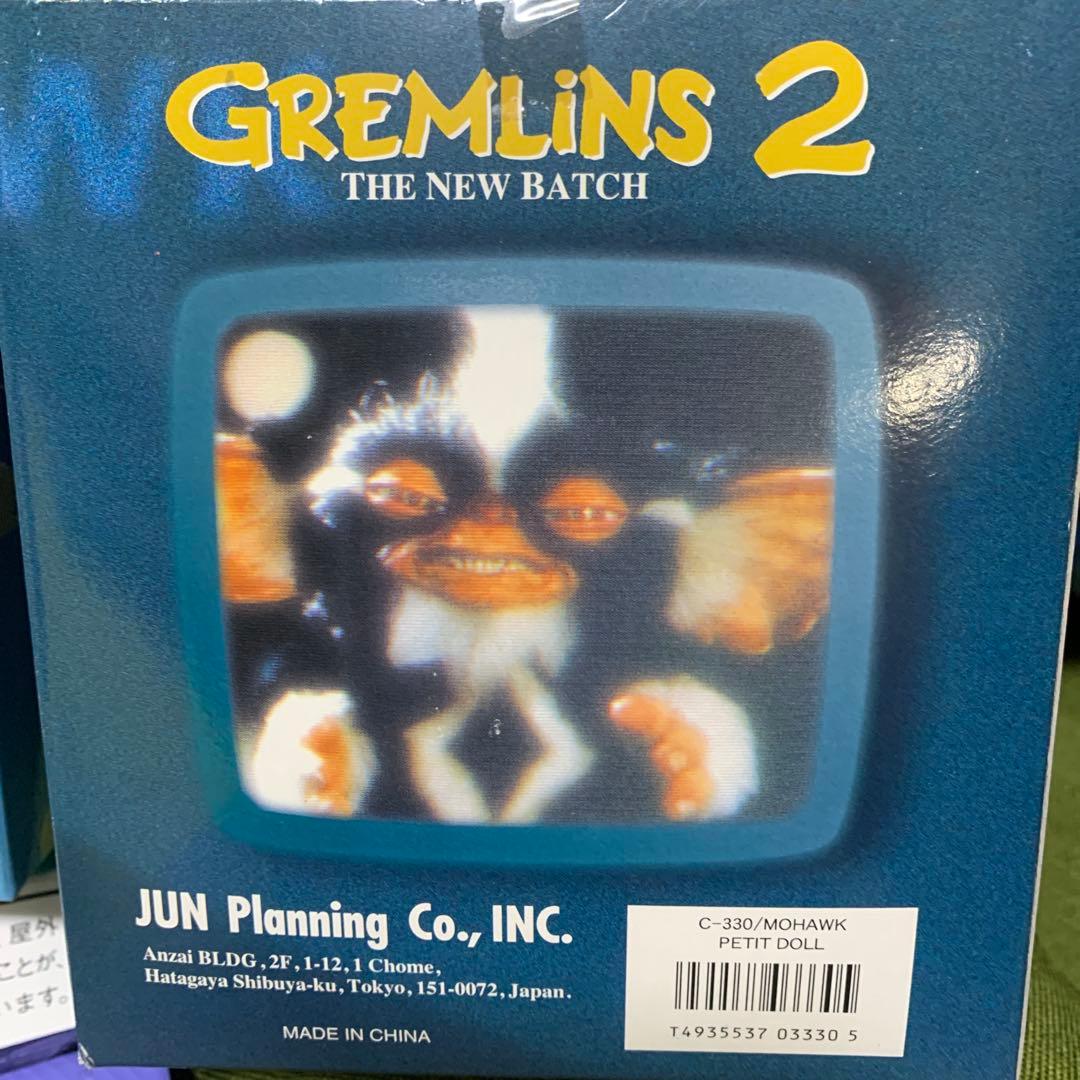 WK
GREMLiNS 2
THE NEW BATCH
JUN Planning Co., INC.
Anzai BLDG , 2F , 1-12 , 1 Chome ,
Hatagaya Shibuya-ku, Tokyo, 151-0072, Japan.
MADE IN CHINA
C-330/MOHAWK
PETIT DOLL
T4935537 03330 5
屋外
ことが、
います。